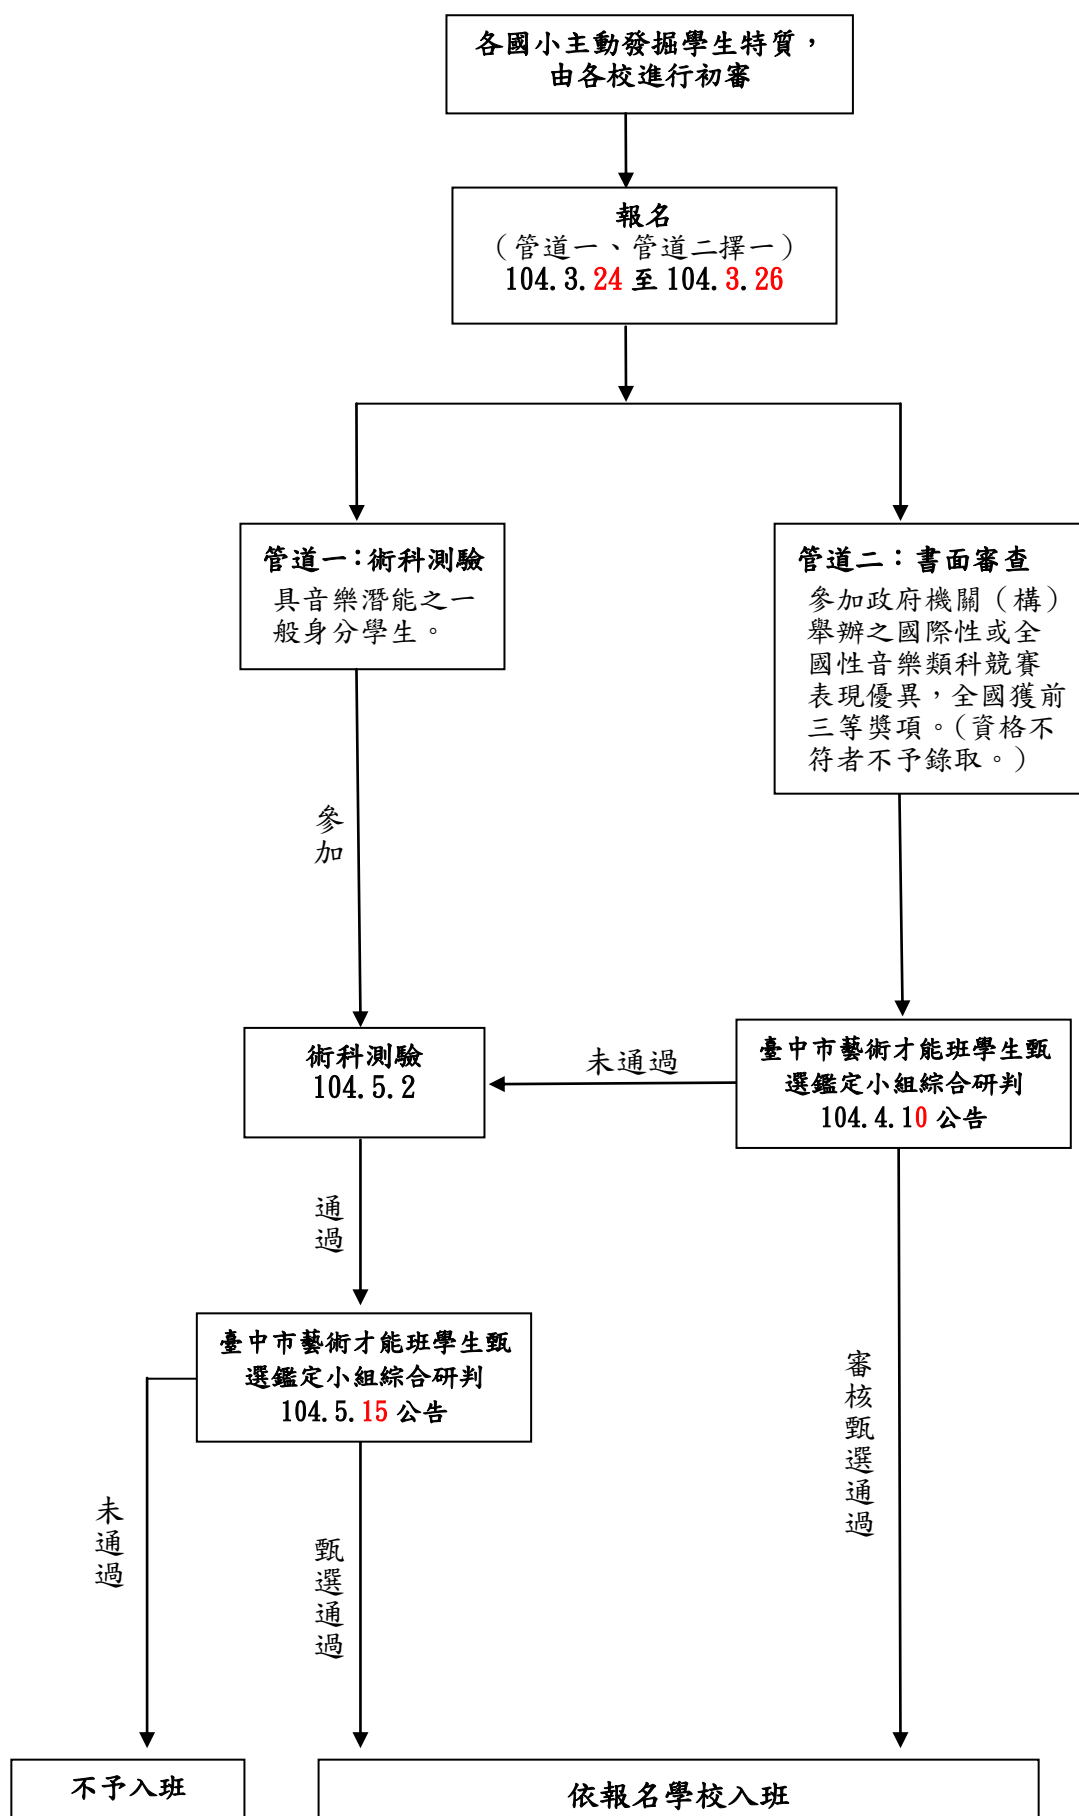 各國小主動發掘學生特質，
由各校進行初審
報名
（管道一、管道二擇一）
104.3.24 至 104.3.26
管道一：術科測驗
具音樂潛能之一
般身分學生。
管道二：書面審查
參加政府機關（構）
舉辦之國際性或全
國性音樂類科競賽
表現優異，全國獲前
三等獎項。（資格不
符者不予錄取。）
參
加
術科測驗
104.5.2
未通過
臺中市藝術才能班學生甄
選鑑定小組綜合研判
104.4.10 公告
通
過
臺中市藝術才能班學生甄
選鑑定小組綜合研判
104.5.15 公告
審
核
甄
選
通
過
未
通
過
甄
選
通
過
不予入班
依報名學校入班